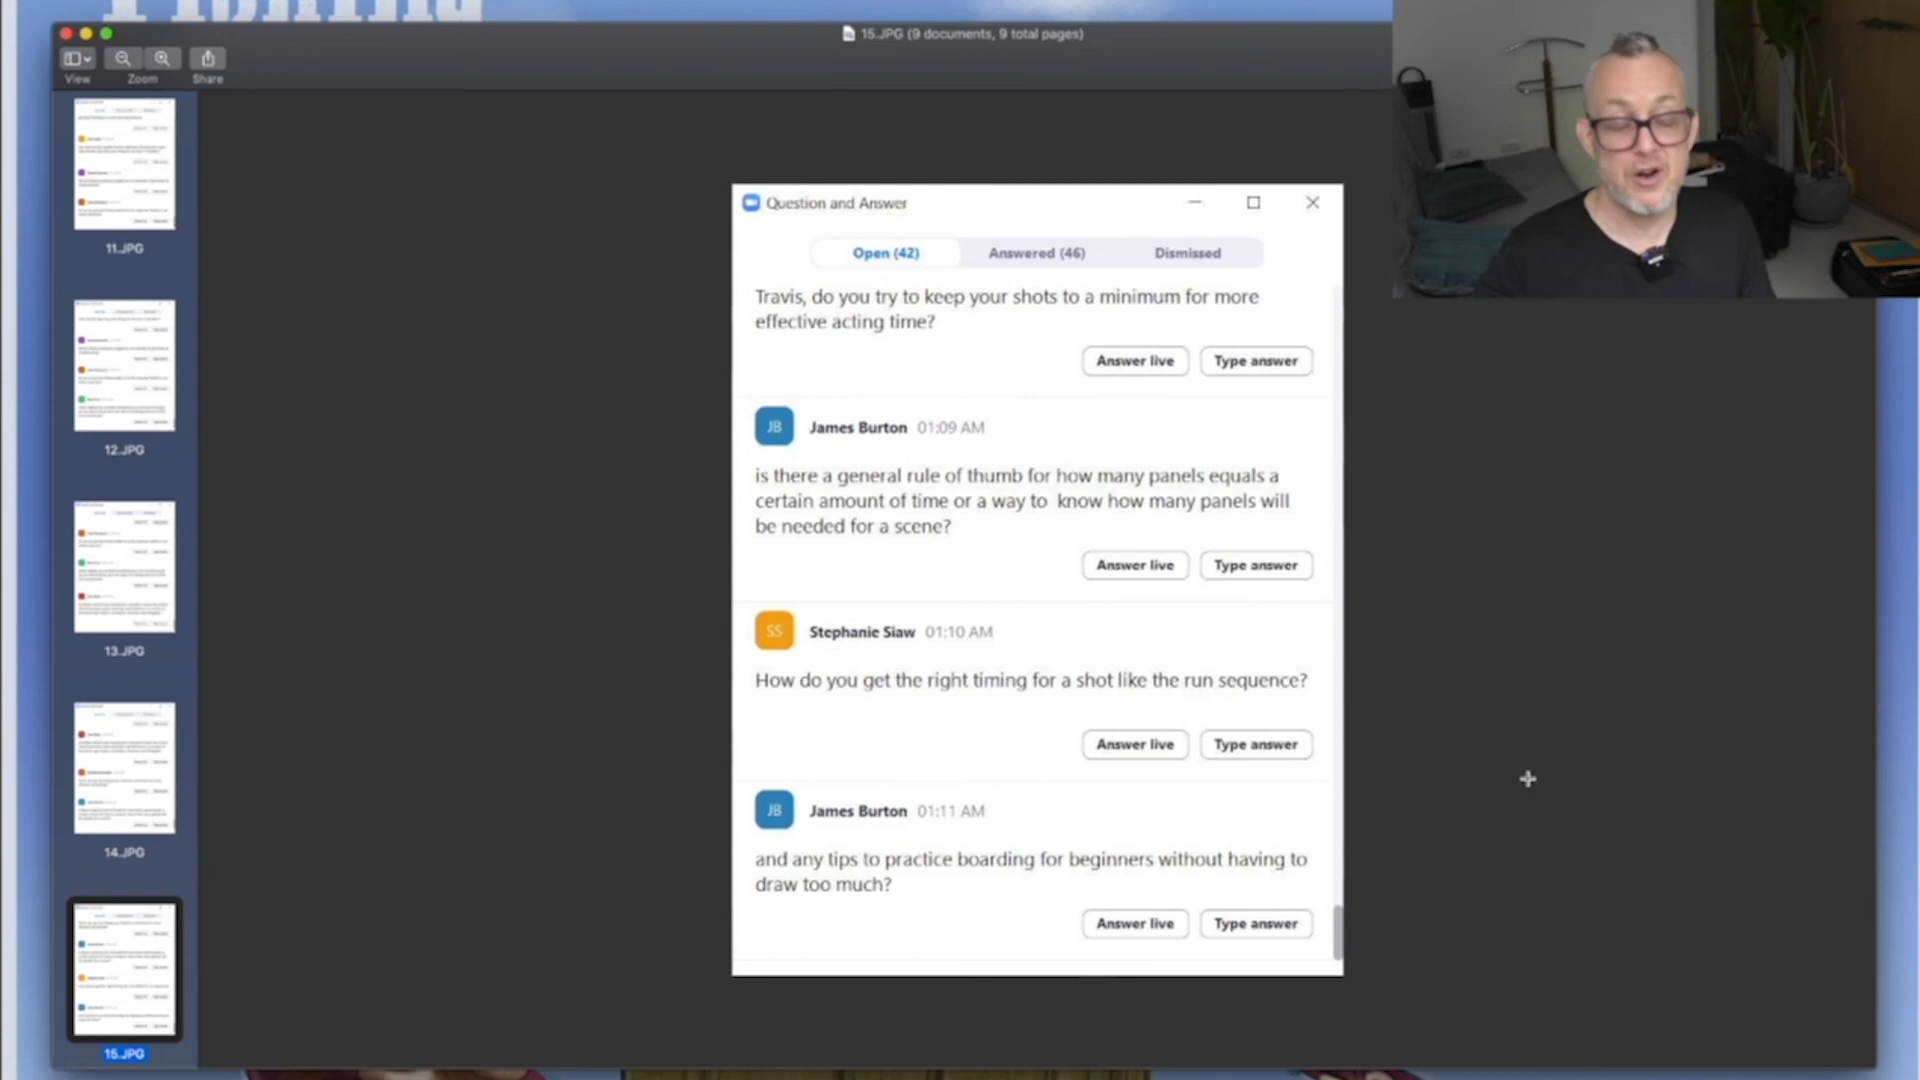 15.JPG (9 documents, 9 total pages)
View
Zoom
Share
11.JPG
12.JPG
13.JPG
14.JPG
15.JPG
Question and Answer
Open (42)
Answered (46)
Dismissed
Travis, do you try to keep your shots to a minimum for more
effective acting time?
Answer live
Type answer
JB
James Burton 01:09 AM
is there a general rule of thumb for how many panels equals a
certain amount of time or a way to know how many panels will
be needed for a scene?
Answer live
Type answer
SS
Stephanie Siaw 01:10 AM
How do you get the right timing for a shot like the run sequence?
Answer live
Type answer
JB
James Burton 01:11 AM
and any tips to practice boarding for beginners without having to
draw too much?
Answer live
Type answer